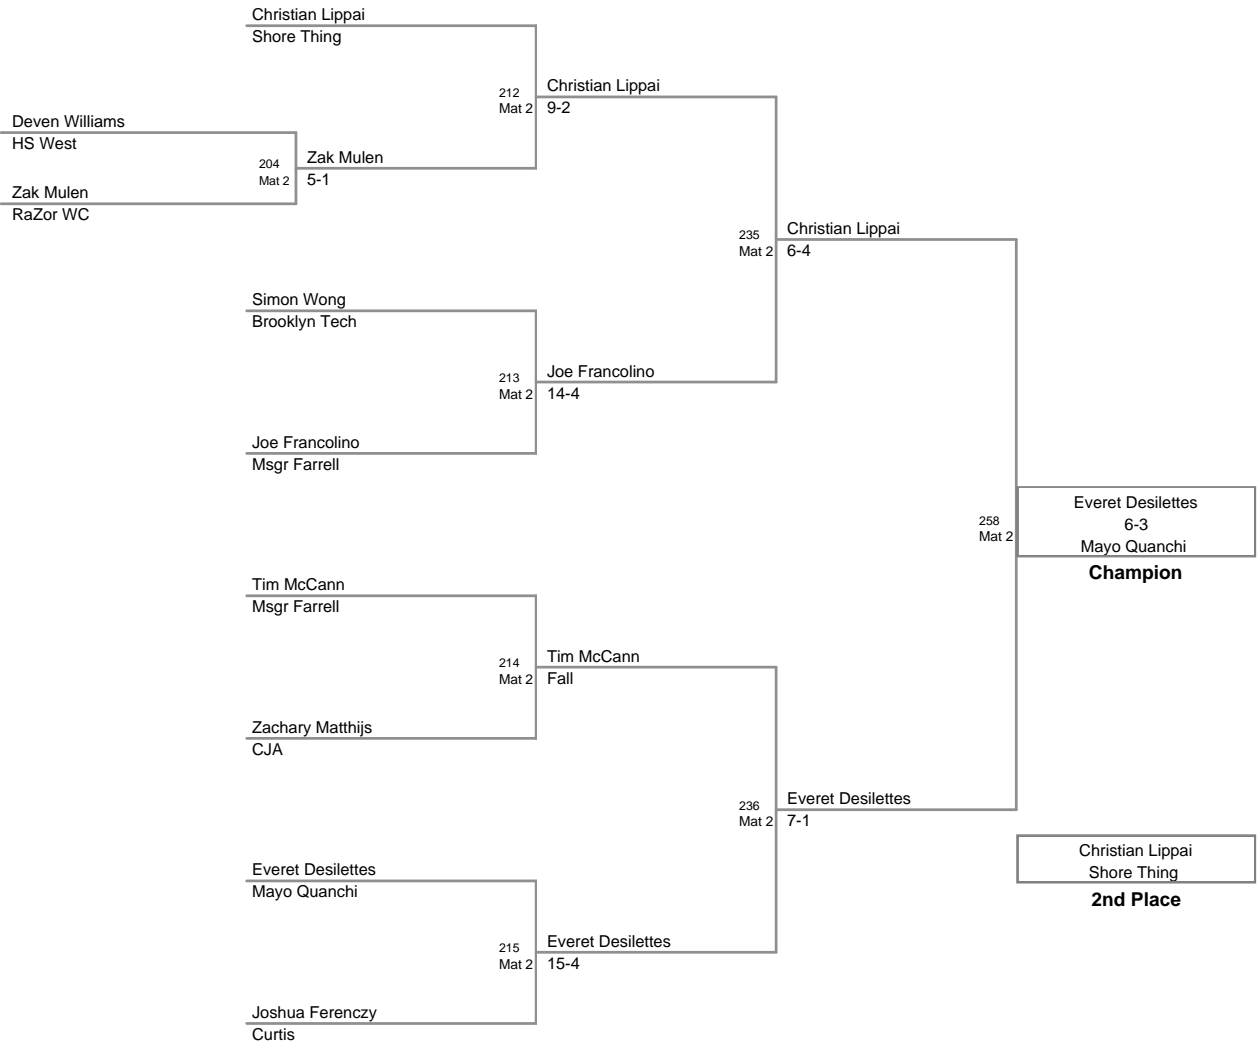 Christian Lippai
Shore Thing
212
Mat 2
Christian Lippai
9-2
Deven Williams
HS West
204
Mat 2
Zak Mulen
5-1
Zak Mulen
RaZor WC
235
Mat 2
Christian Lippai
6-4
Simon Wong
Brooklyn Tech
213
Mat 2
Joe Francolino
14-4
Joe Francolino
Msgr Farrell
258
Mat 2
Everet Desilettes
6-3
Mayo Quanchi
Champion
Tim McCann
Msgr Farrell
214
Mat 2
Tim McCann
Fall
Zachary Matthijs
CJA
236
Mat 2
Everet Desilettes
7-1
Christian Lippai
Shore Thing
2nd Place
Everet Desilettes
Mayo Quanchi
215
Mat 2
Everet Desilettes
15-4
Joshua Ferenczy
Curtis